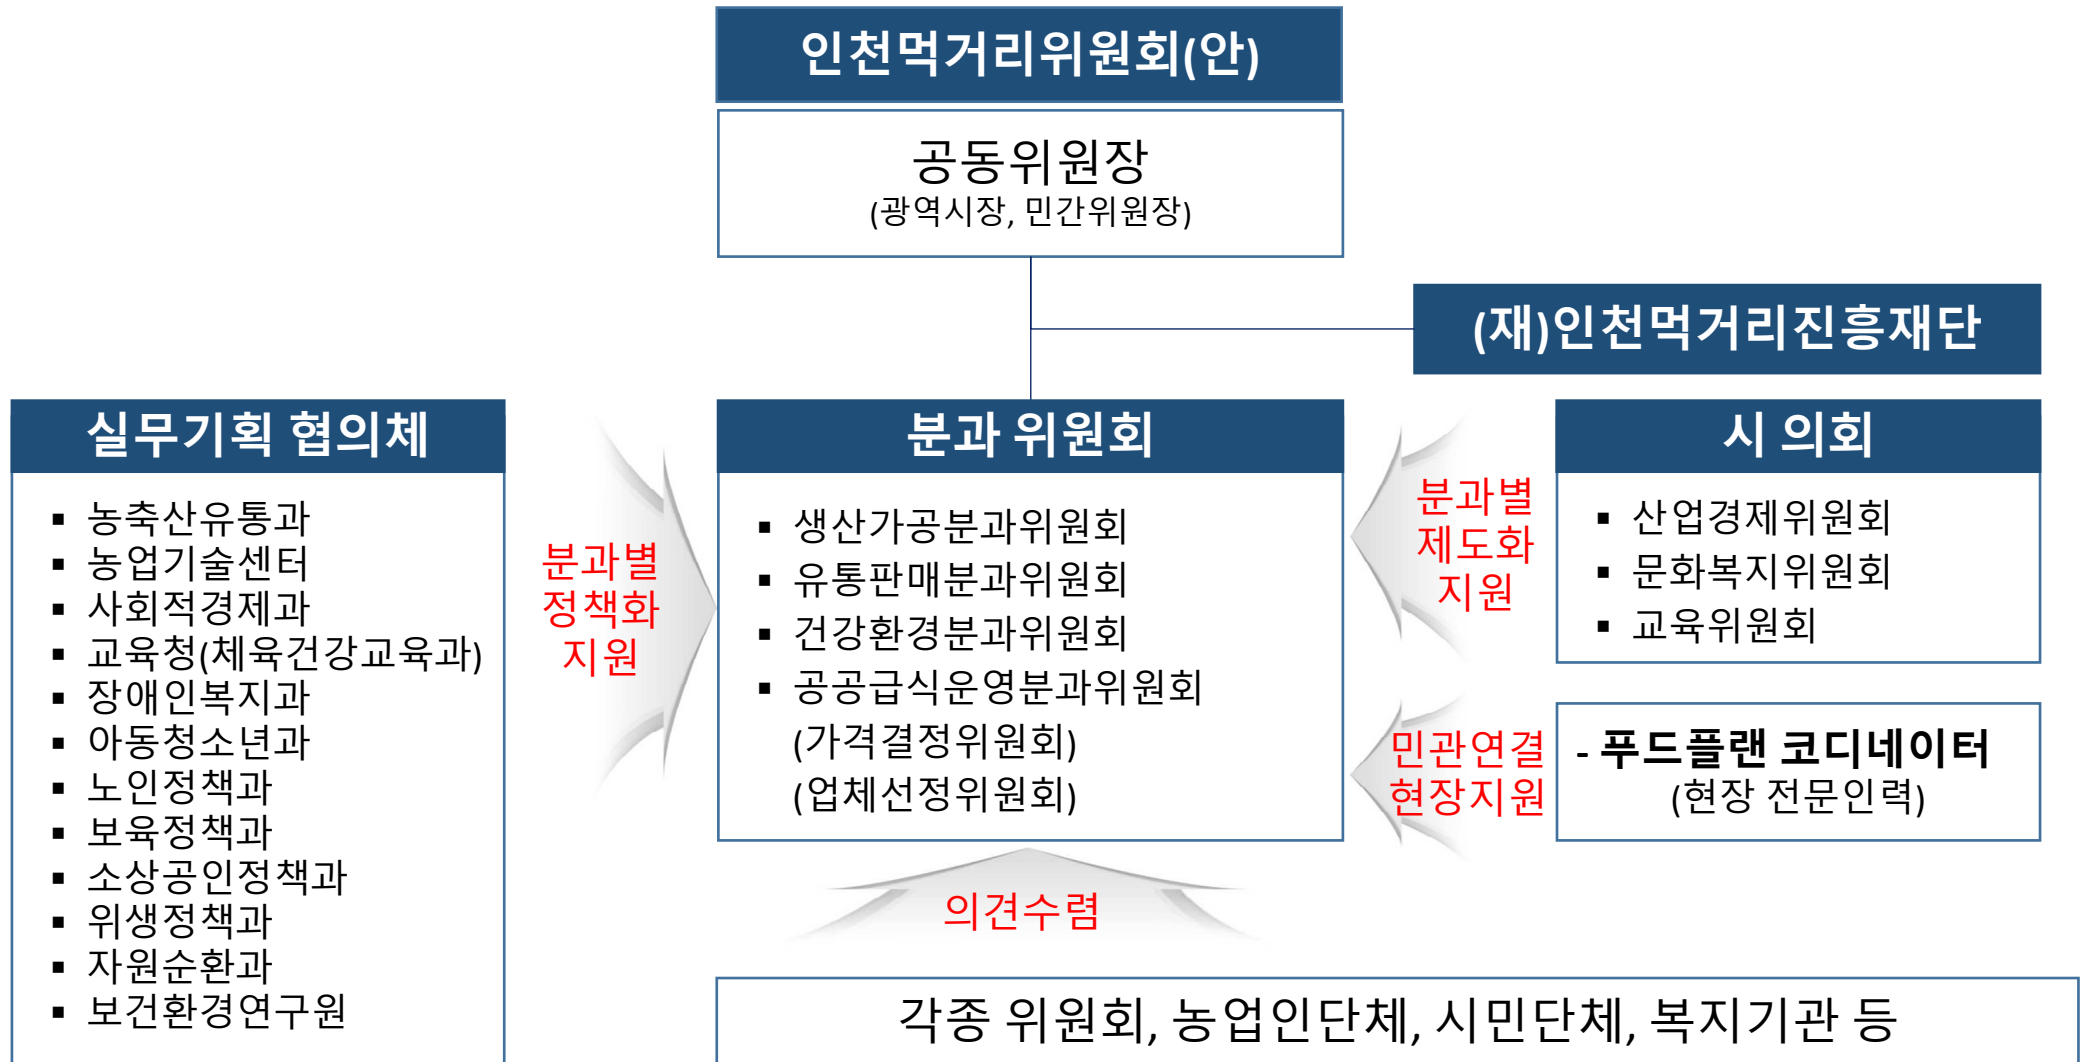 인천먹거리위원회(안)
공동위원장
(광역시장, 민간위원장)
(재)인천먹거리진흥재단
실무기획 협의체
▪ 농축산유통과
▪ 농업기술센터
▪ 사회적경제과
▪ 교육청(체육건강교육과)
▪ 장애인복지과
▪ 아동청소년과
▪ 노인정책과
▪ 보육정책과
▪ 소상공인정책과
▪ 위생정책과
▪ 자원순환과
▪ 보건환경연구원
분과별
정책화
지원
분과 위원회
▪ 생산가공분과위원회
▪ 유통판매분과위원회
▪ 건강환경분과위원회
▪ 공공급식운영분과위원회
(가격결정위원회)
(업체선정위원회)
분과별
제도화
지원
시 의회
▪ 산업경제위원회
▪ 문화복지위원회
▪ 교육위원회
민관연결
현장지원
- 푸드플랜 코디네이터
(현장 전문인력)
의견수렴
각종 위원회, 농업인단체, 시민단체, 복지기관 등